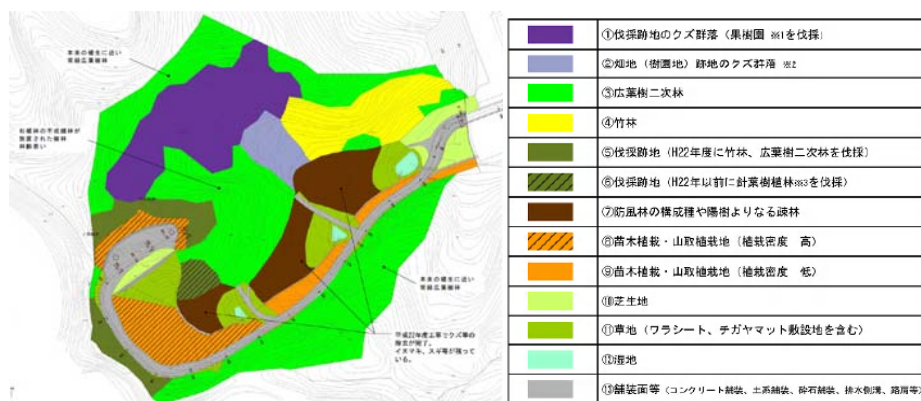 本来の植生に近い
常緑広葉樹林
本来の植生に近い
常緑広葉樹林
平成22年度工事でクズ等の
除去が完了。
イヌマキ、スギ等が残って
いる。
①伐採跡地のクズ群落（果樹園 ※1を伐採）
②畑地（樹園地）跡地のクズ群落 ※2
③広葉樹二次林
④竹林
⑤伐採跡地（H22年度に竹林、広葉樹二次林を伐採）
⑥伐採跡地（H22年以前に針葉樹植林※3を伐採）
⑦防風林の構成種や陽樹よりなる疎林
⑧苗木植栽・山取植栽地（植栽密度　高）
⑨苗木植栽・山取植栽地（植栽密度　低）
⑩芝生地
⑪草地（ワラシート、チガヤマット敷設地を含む）
⑫湿地
⑬舗装面等（コンクリート舗装、土系舗装、砕石舗装、排水側溝、路肩等）